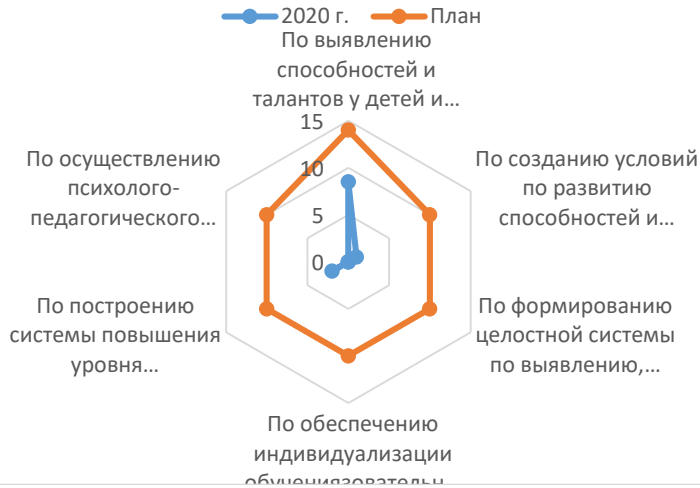 2020 г. План
По выявлению
способностей и
талантов у детей и...
15
10
5
0
По созданию условий
по развитию
способностей и...
По формированию
целостной системы
по выявлению,...
По обеспечению
индивидуализации
обучениязовательн...
По построению
системы повышения
уровня...
По осуществлению
психолого-
педагогического...